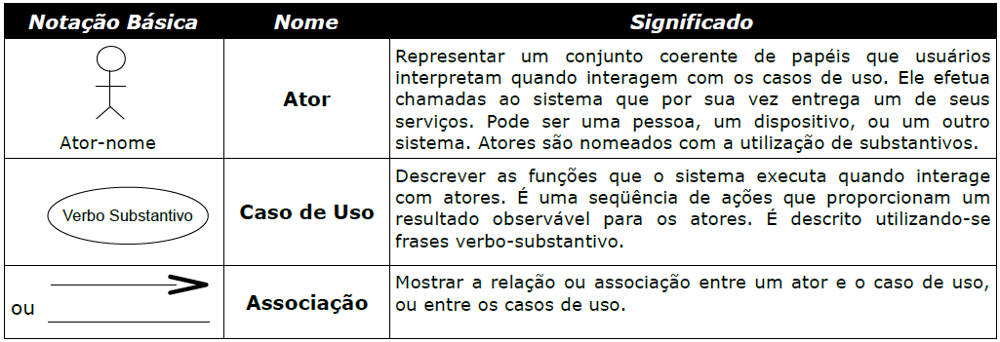 Notação Básica Nome Significado
Ator-nome
Ator
Representar um conjunto coerente de papéis que usuários
interpretam quando interagem com os casos de uso. Ele efetua
chamadas ao sistema que por sua vez entrega um de seus
serviços. Pode ser uma pessoa, um dispositivo, ou um outro
sistema. Atores são nomeados com a utilização de substantivos.
Verbo Substantivo
Caso de Uso
Descrever as funções que o sistema executa quando interage
com atores. É uma seqüência de ações que proporcionam um
resultado observável para os atores. É descrito utilizando-se
frases verbo-substantivo.
ou
Associação
Mostrar a relação ou associação entre um ator e o caso de uso,
ou entre os casos de uso.